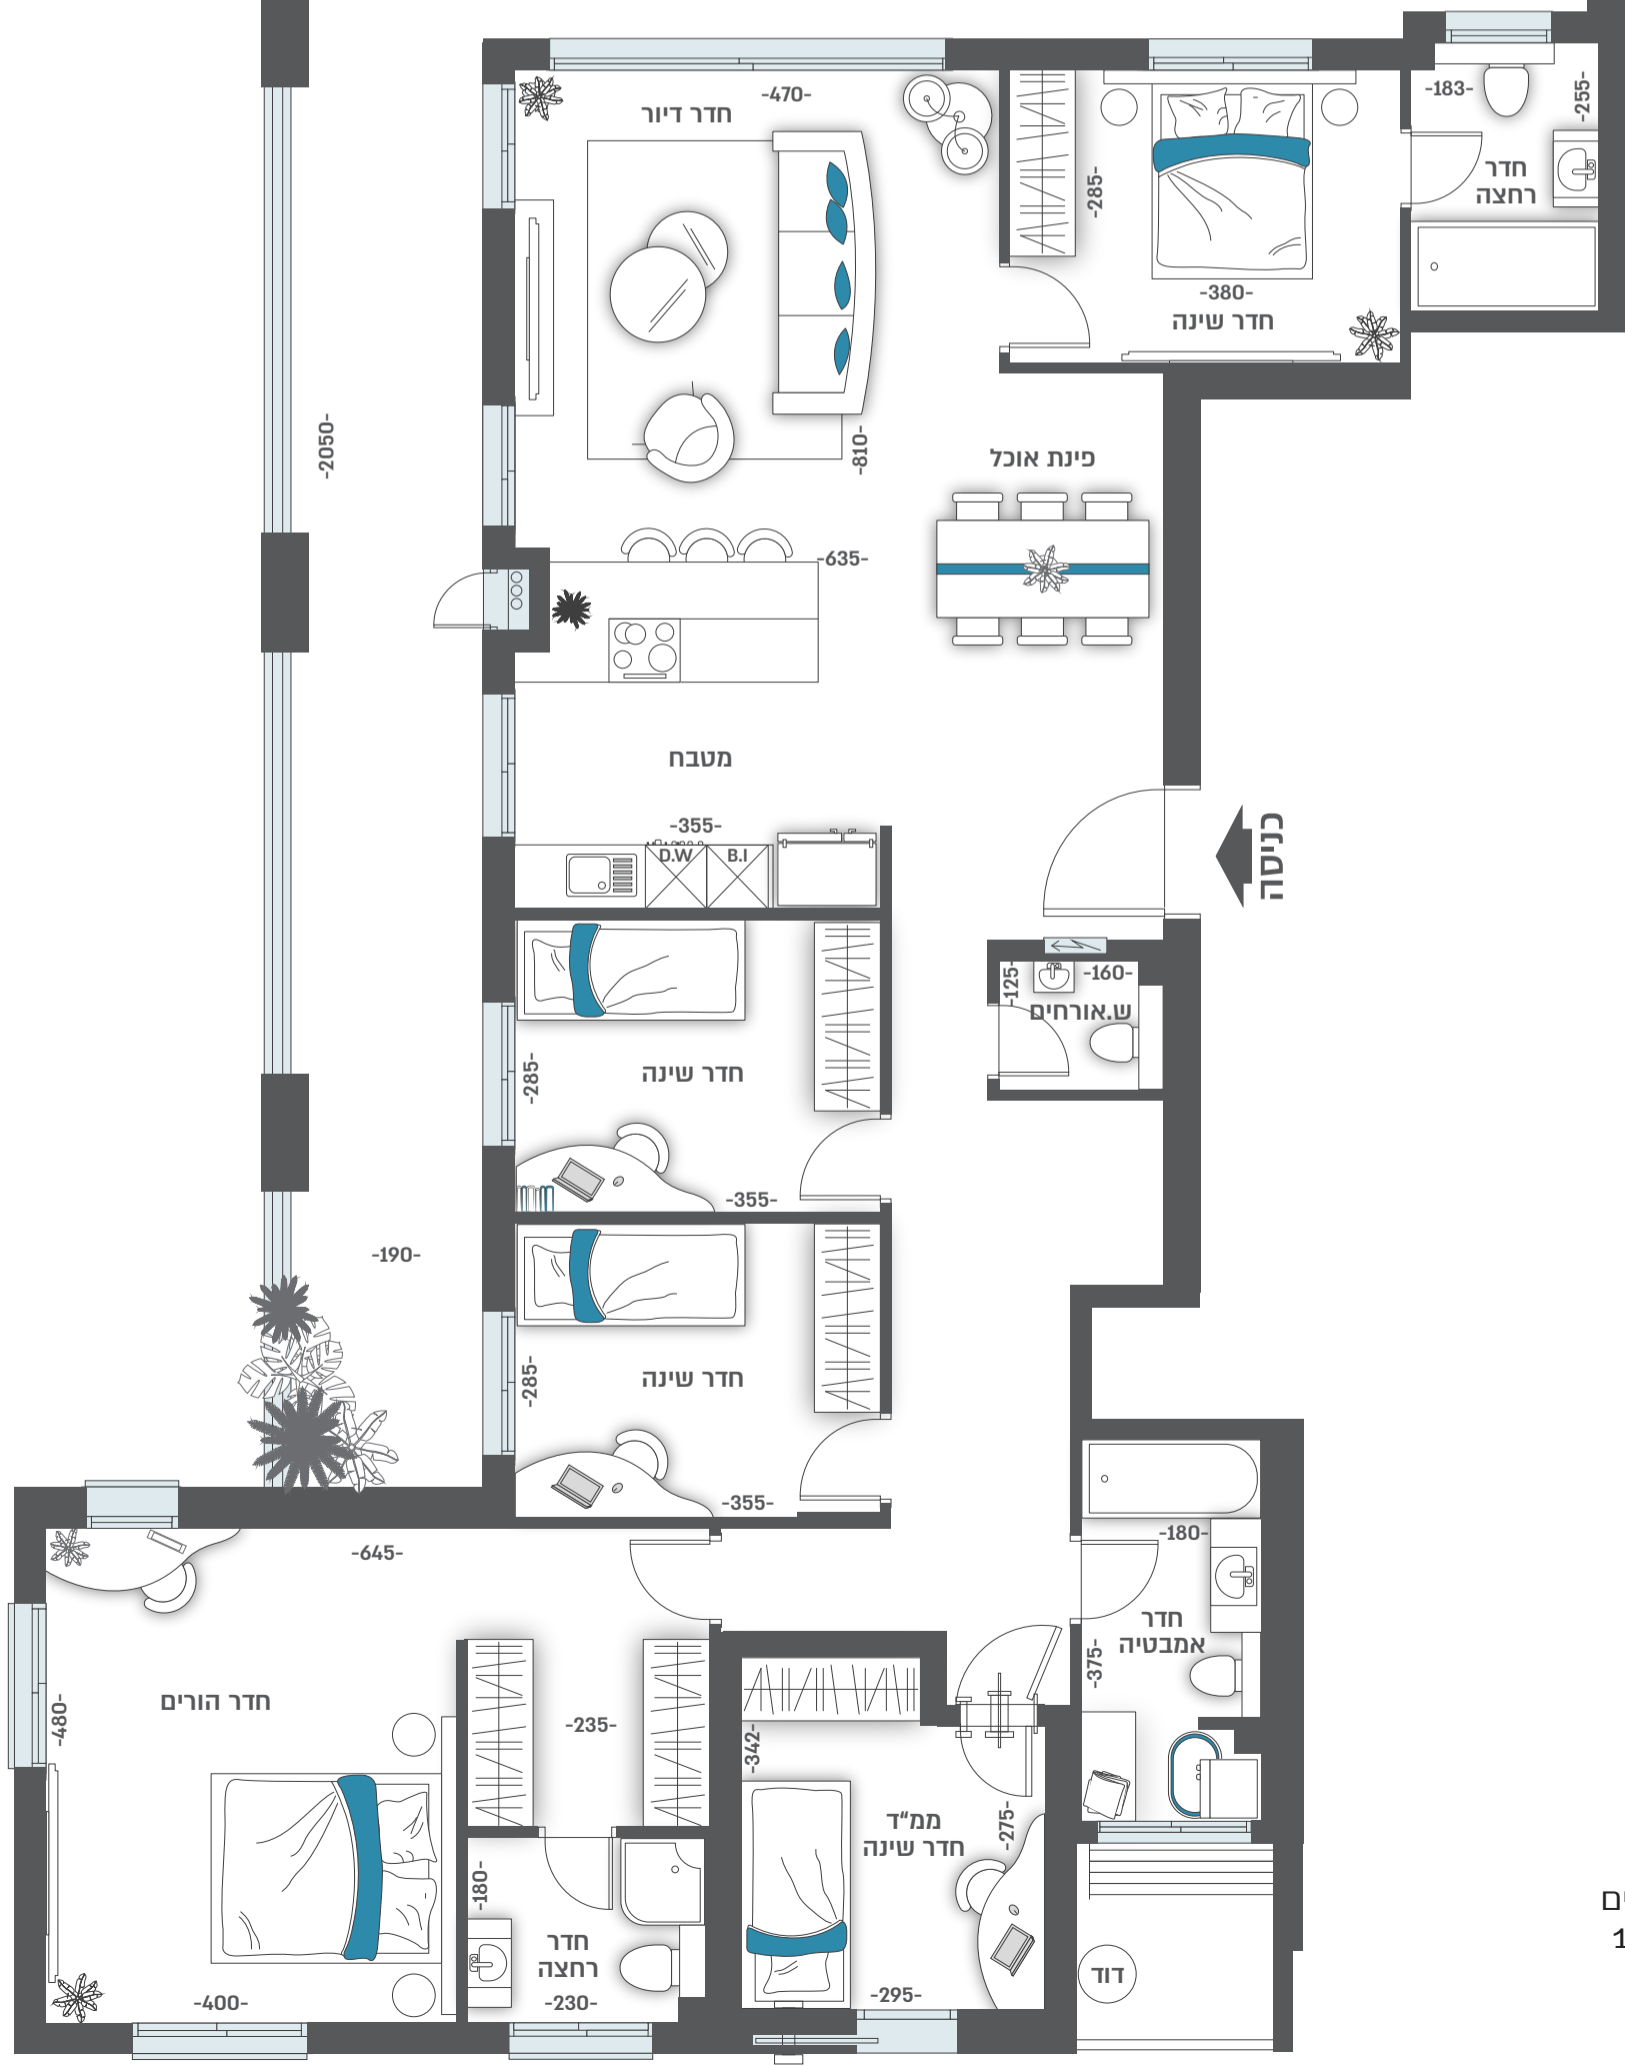 חדר דיור
-470-
-183-
-255-
חדר
רחצה
-285-
-380-
חדר שינה
-2050-
-810-
פינת אוכל
-635-
מטבח
-355-
D.W
B.I
כניסה
-125-
-160-
ש.אורחים
-285-
חדר שינה
-355-
-190-
-285-
חדר שינה
-355-
-645-
-180-
חדר
אמבטיה
-375-
-480-
חדר הורים
-235-
-342-
ממ"ד
חדר שינה
-275-
-180-
חדר
רחצה
-230-
-400-
-295-
דוד